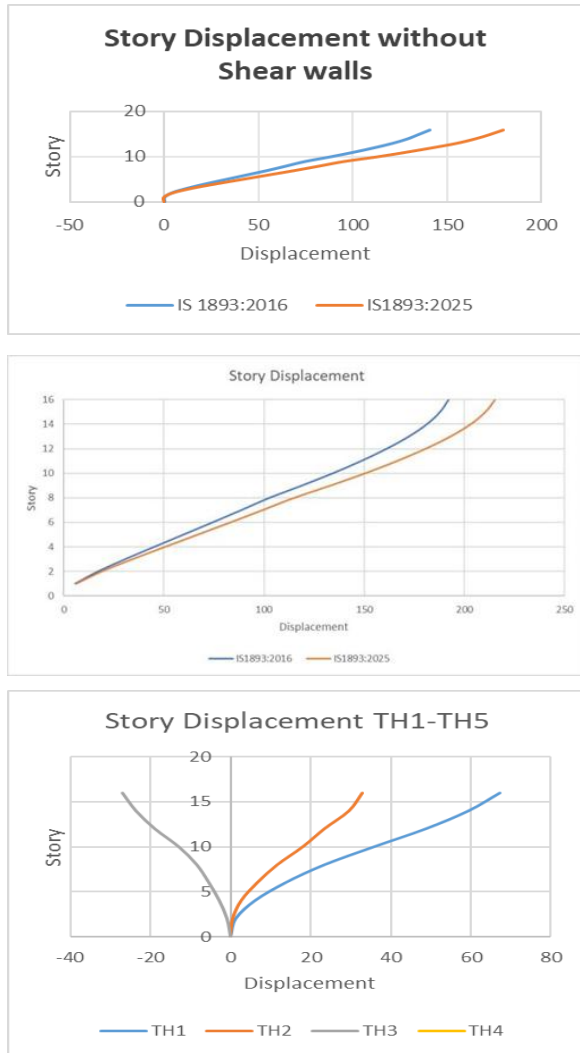 Story Displacement without
Shear walls
20
10
0
Story
-50 0 50 100 150 200
Displacement
IS 1893:2016 IS1893:2025
Story Displacement
16
14
12
10
8
6
4
2
0
Story
0 50 100 150 200 250
Displacement
IS1893:2016 IS1893:2025
Story Displacement TH1-TH5
20
15
10
5
0
Story
-40 -20 0 20 40 60 80
Displacement
TH1 TH2 TH3 TH4